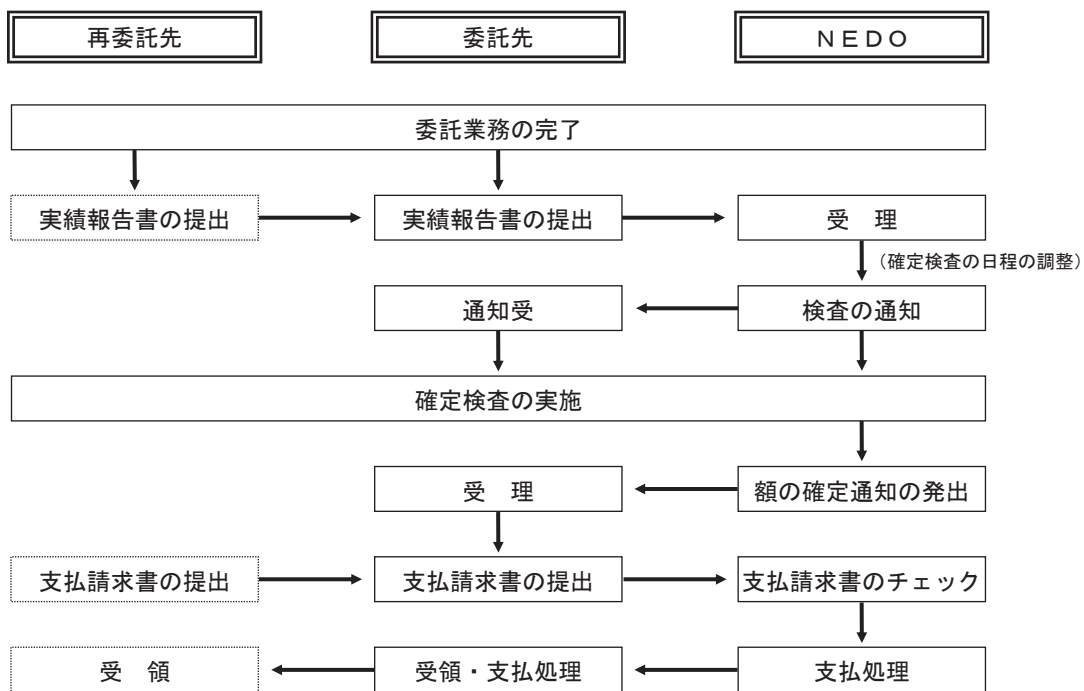 再委託先
委託先
ＮＥＤＯ
委託業務の完了
実績報告書の提出
実績報告書の提出
受　理
（確定検査の日程の調整）
通知受
検査の通知
確定検査の実施
受　理
額の確定通知の発出
支払請求書の提出
支払請求書の提出
支払請求書のチェック
受　領
受領・支払処理
支払処理